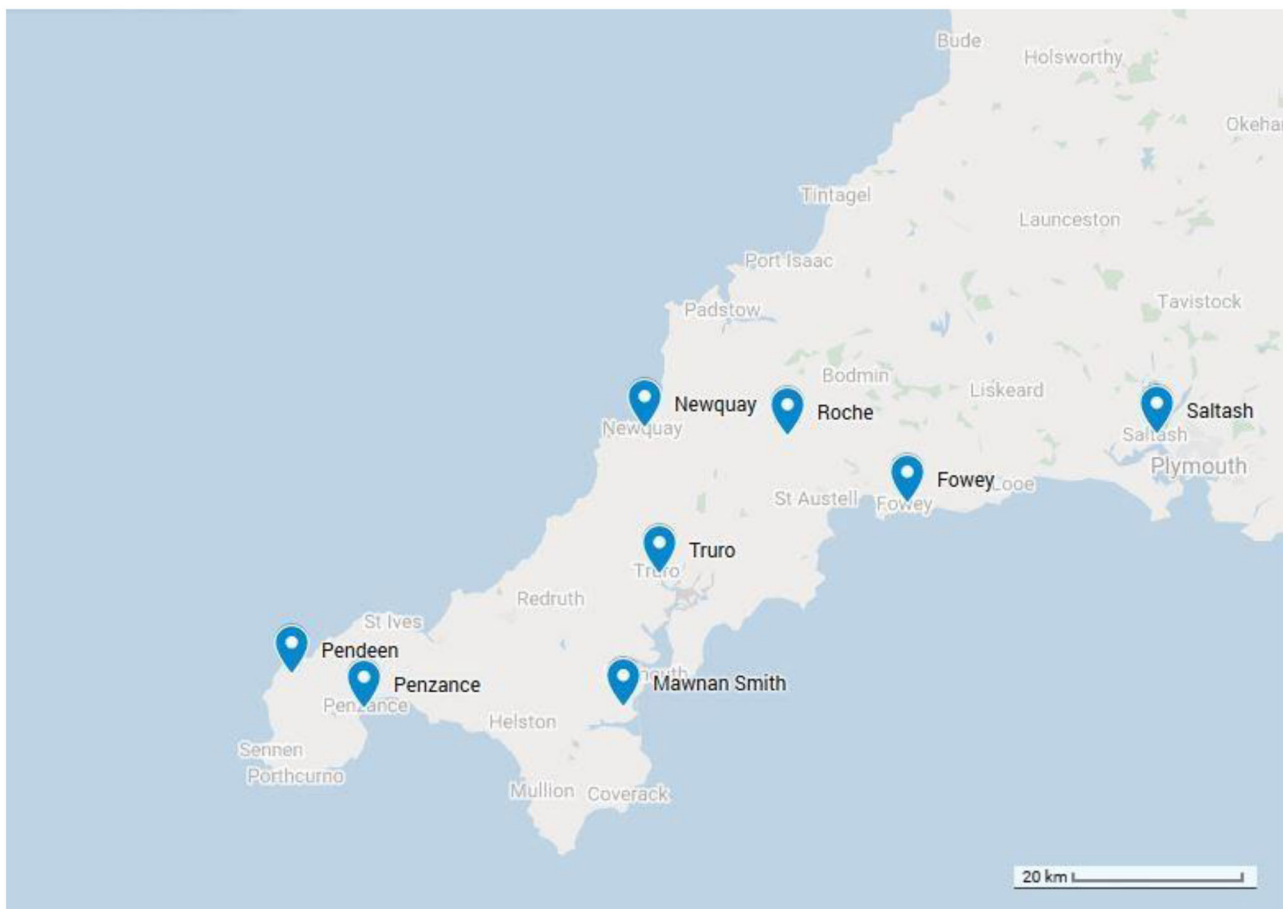 Bude
Holsworthy
Tintagel
Launceston
Port Isaac
Tavistock
Padstow
Bodmin
Liskeard
Newquay
Newquay
Roche
Saltash
Saltash
Plymouth
Fowey
Fowey
Looe
St Austell
Truro
Truro
Redruth
St Ives
Pendeen
Penzance
Penzance
Mawnan Smith
Helston
Sennen
Porthcurno
Mullion
Coverack
20 km